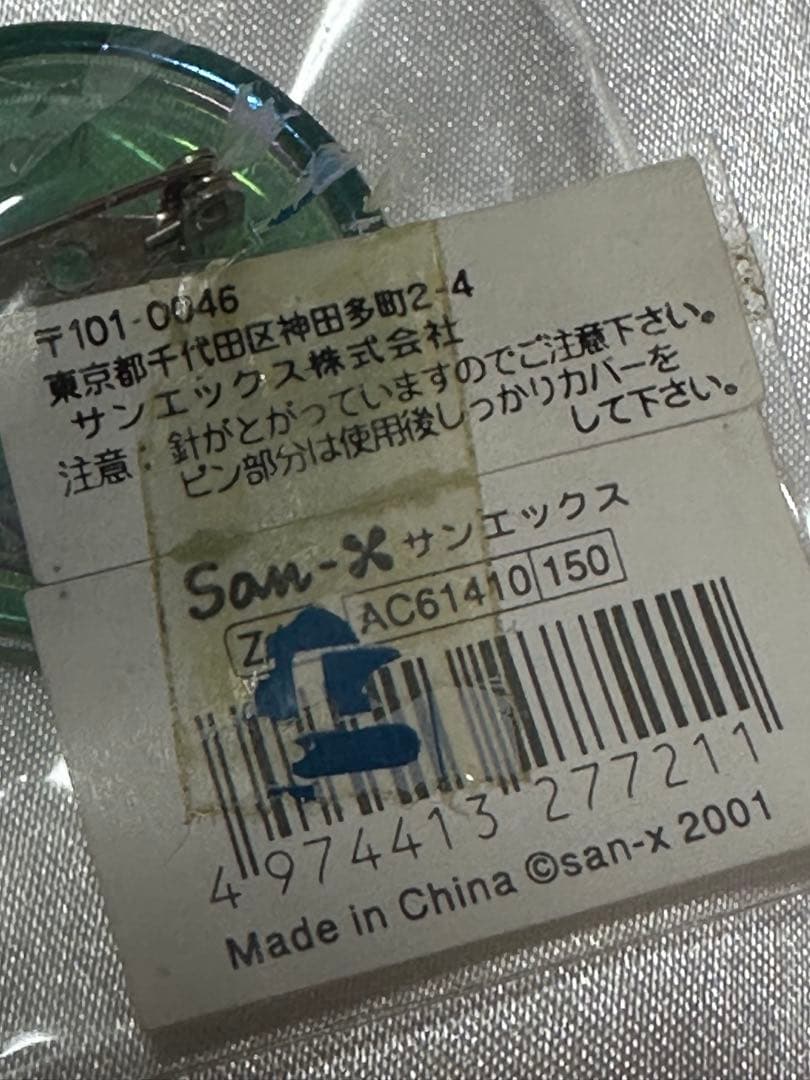 〒101-0046
東京都千代田区神田多町2-4
サンエックス株式会社
注意：針がとがっていますのでご注意下さい。
ピン部分は使用後しっかりカバーを
して下さい。
San-X サンエックス
AC61410 150
4 974413 277211
Made in China ©san-x 2001